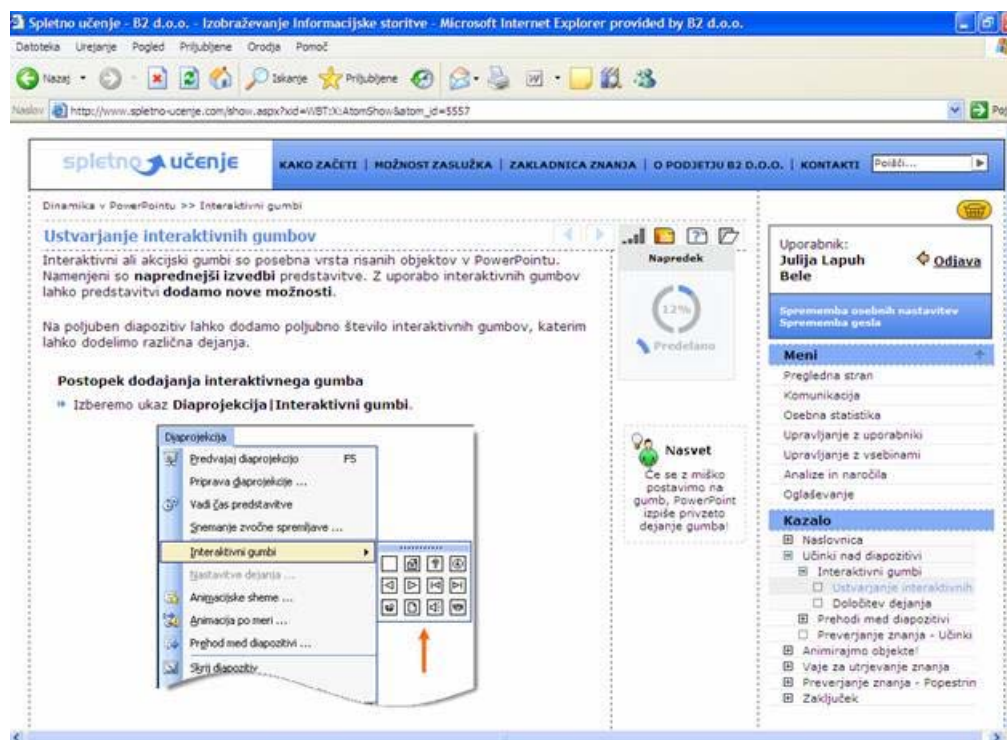 Spletno učenje - B2 d.o.o. - Izobraževanje Informacijske storitve - Microsoft Internet Explorer provided by B2 d.o.o.
Datoteka Urejanje Pogled Priljubljene Orodja Pomoč
Nazaj Iskanje Priljubljene
Naslov http://www.spletno-ucenje.com/show.aspx?xid=WBT:X:AtomShow&atom_id=5557 Poj
spletno učenje
KAKO ZAČETI | MOŽNOST ZASLUŽKA | ZAKLADNICA ZNANJA | O PODJETJU B2 D.O.O. | KONTAKTI Poišči...
Dinamika v PowerPointu >> Interaktivni gumbi
Ustvarjanje interaktivnih gumbov
Interaktivni ali akcijski gumbi so posebna vrsta risanih objektov v PowerPointu.
Namenjeni so naprednejši izvedbi predstavitve. Z uporabo interaktivnih gumbov
lahko predstavitvi dodamo nove možnosti.
Na poljuben diapozitiv lahko dodamo poljubno število interaktivnih gumbov, katerim
lahko dodelimo različna dejanja.
Postopek dodajanja interaktivnega gumba
Izberemo ukaz Diaprojekcija|Interaktivni gumbi.
Diaprojekcija
Predvajaj diaprojekcijo F5
Priprava diaprojekcije ...
Vadi čas predstavitve
Snemanje zvočne spremljave ...
Interaktivni gumbi
Nastavitve dejanja ...
Animacijske sheme ...
Animacija po meri ...
Prehod med diapozitivi ...
Skrij diapozitiv
Napredek
12%
Predelano
Nasvet
Če se z miško
postavimo na
gumb, PowerPoint
izpiše privzeto
dejanje gumba!
Uporabnik:
Julija Lapuh
Bele
Odjava
Sprememba osebnih nastavitev
Sprememba gesla
Meni
Pregledna stran
Komunikacija
Osebna statistika
Upravljanje z uporabniki
Upravljanje z vsebinami
Analize in naročila
Oglaševanje
Kazalo
Naslovnica
Učinki nad diapozitivi
Interaktivni gumbi
Ustvarjanje interaktivnih
Določitev dejanja
Prehodi med diapozitivi
Preverjanje znanja - Učinki
Animirajmo objekte!
Vaje za utrjevanje znanja
Preverjanje znanja - Popestrin
Zaključek